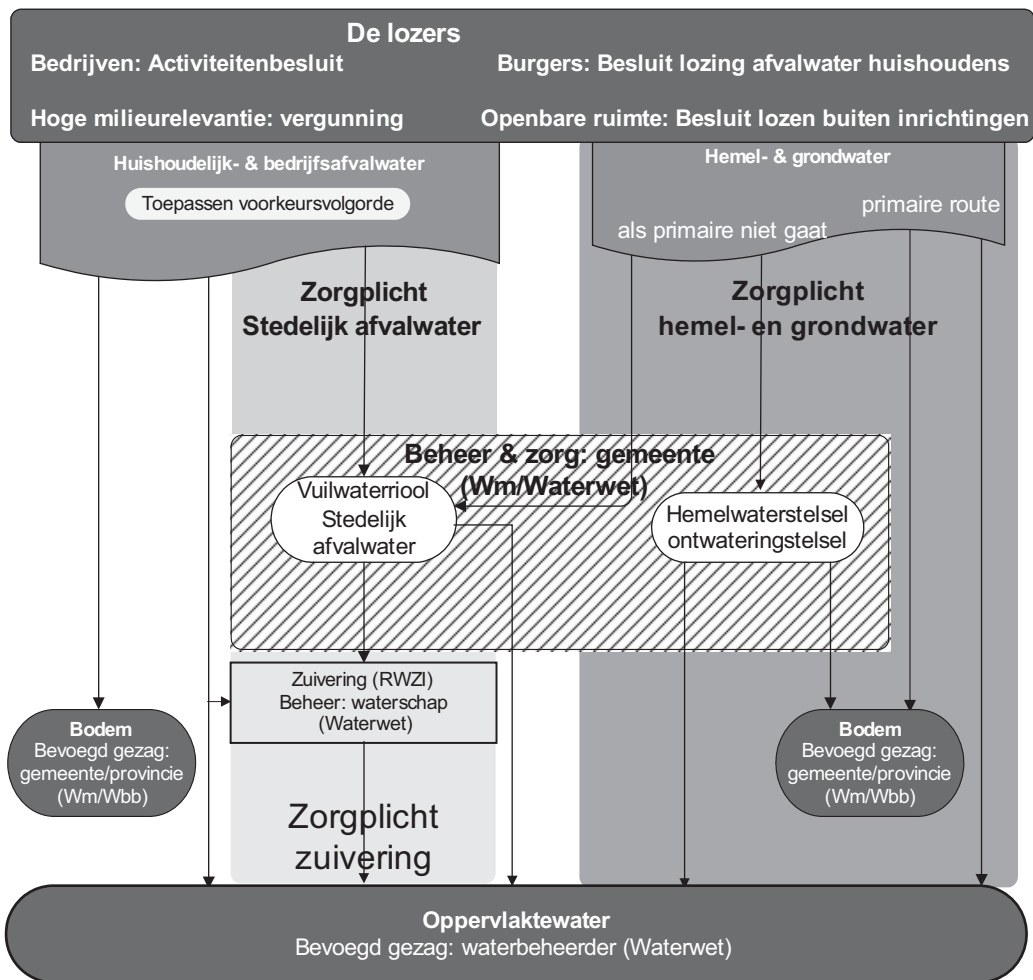 De lozers
Bedrijven: Activiteitenbesluit
Burgers: Besluit lozing afvalwater huishoudens
Hoge milieurelevantie: vergunning
Openbare ruimte: Besluit lozen buiten inrichtingen
Huishoudelijk- & bedrijfsafvalwater
Toepassen voorkeursvolgorde
Hemel- & grondwater
primaire route
als primaire niet gaat
Zorgplicht
Stedelijk afvalwater
Zorgplicht
hemel- en grondwater
Beheer & zorg: gemeente
(Wm/Waterwet)
Vuilwaterriool
Stedelijk
afvalwater
Hemelwaterstelsel
ontwateringstelsel
Zuivering (RWZI)
Beheer: waterschap
(Waterwet)
Bodem
Bevoegd gezag:
gemeente/provincie
(Wm/Wbb)
Bodem
Bevoegd gezag:
gemeente/provincie
(Wm/Wbb)
Zorgplicht
zuivering
Oppervlaktewater
Bevoegd gezag: waterbeheerder (Waterwet)